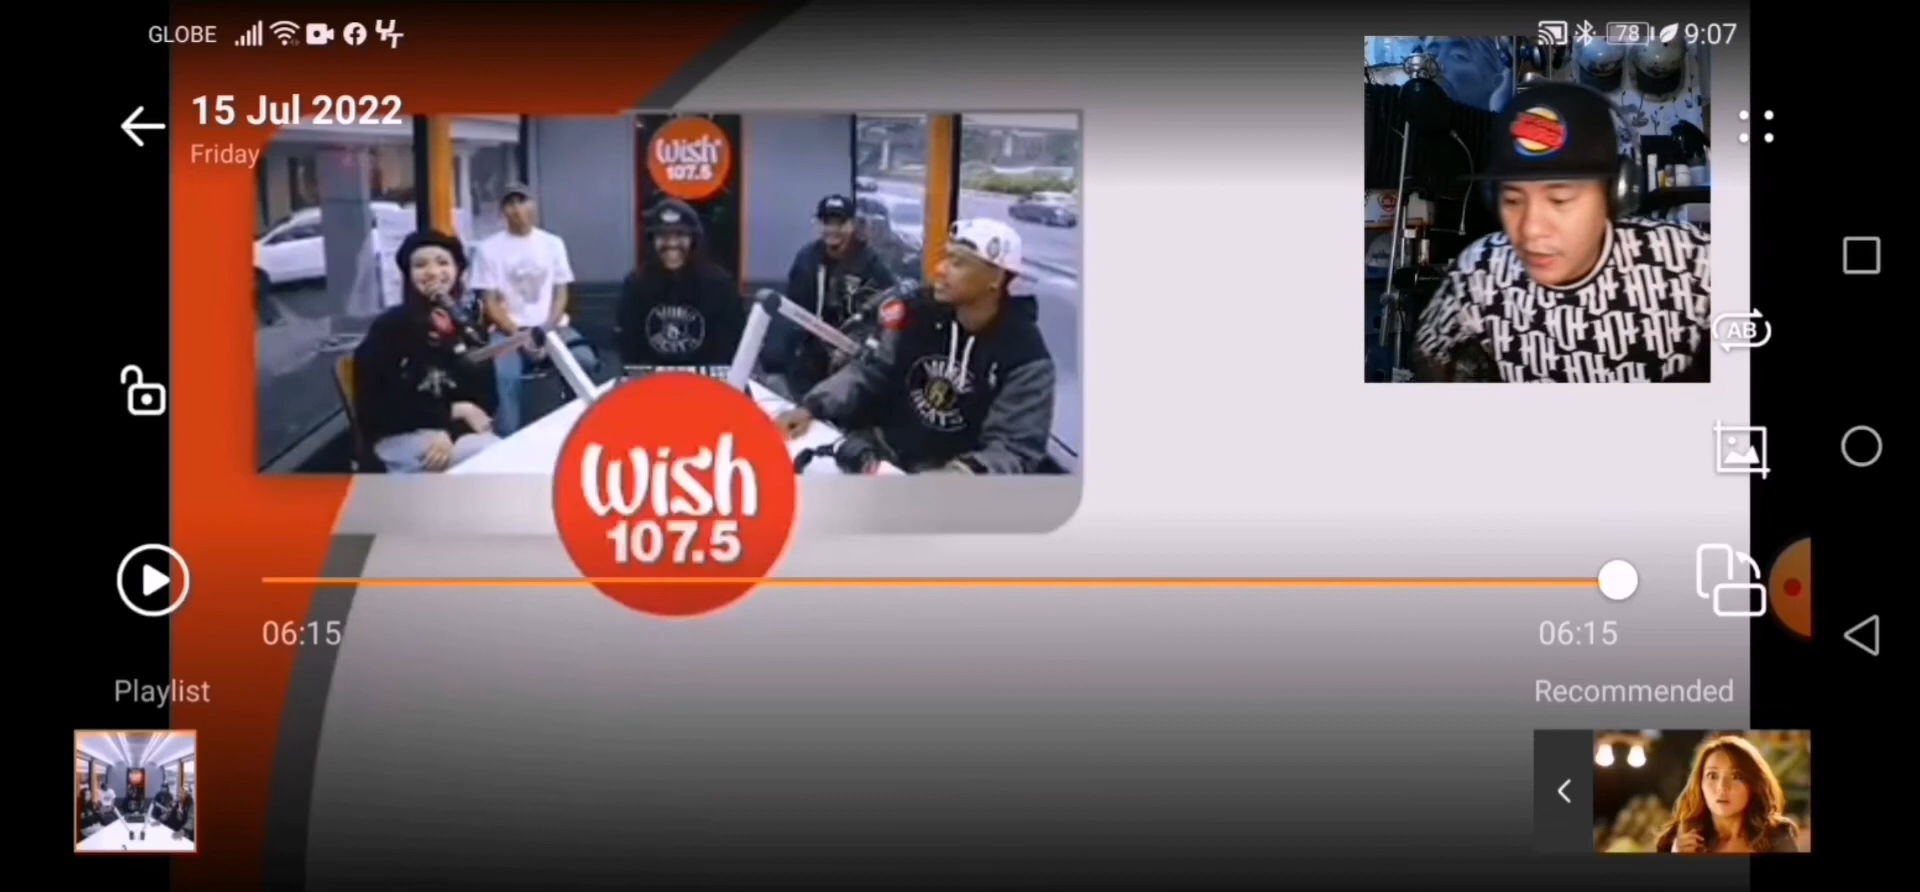 GLOBE
78
9:07
15 Jul 2022
Friday
Wish
107.5
AB
Wish
107.5
06:15
06:15
Playlist
Recommended